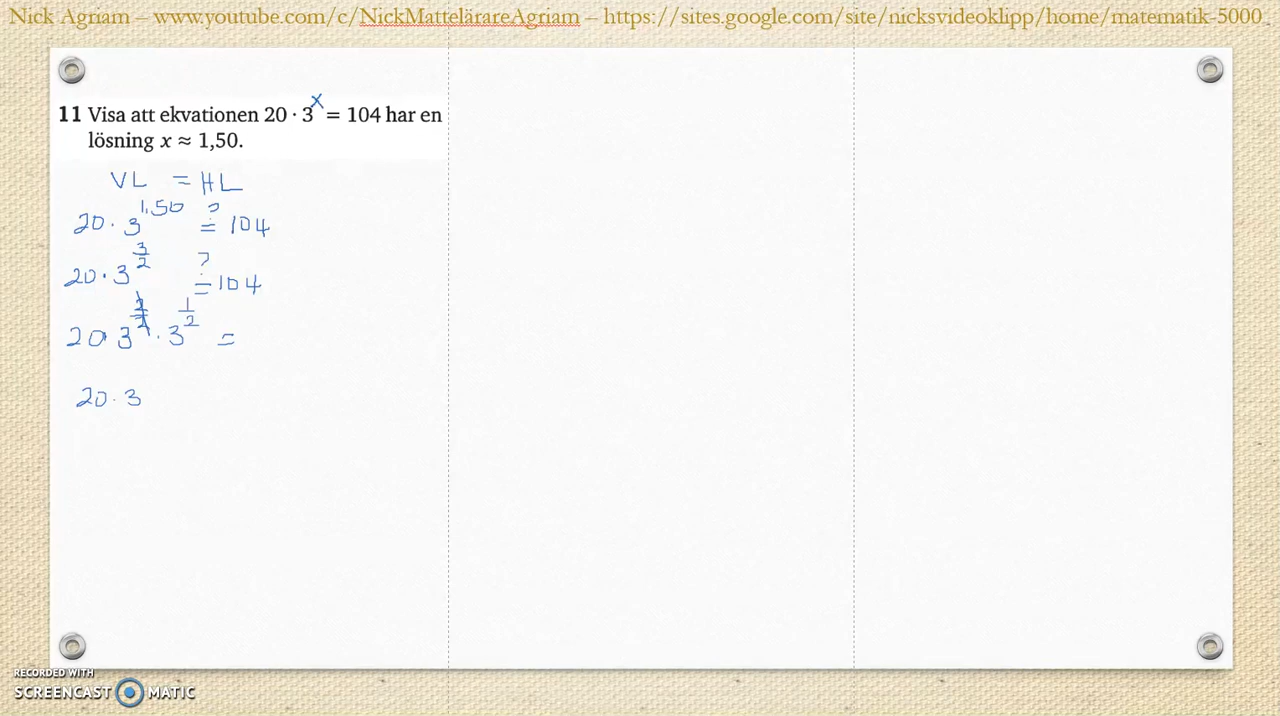 Nick Agriam – www.youtube.com/c/NickMattelärareAgriam – https://sites.google.com/site/nicksvideoklipp/home/matematik-5000
11 Visa att ekvationen 20 · 3^x = 104 har en
lösning x ≈ 1,50.
VL = HL
20 · 3^1,50 ?= 104
20 · 3^(3/2) ?= 104
20 · 3 · 3^(1/2) =
20 · 3
RECORDED WITH
SCREENCAST MATIC